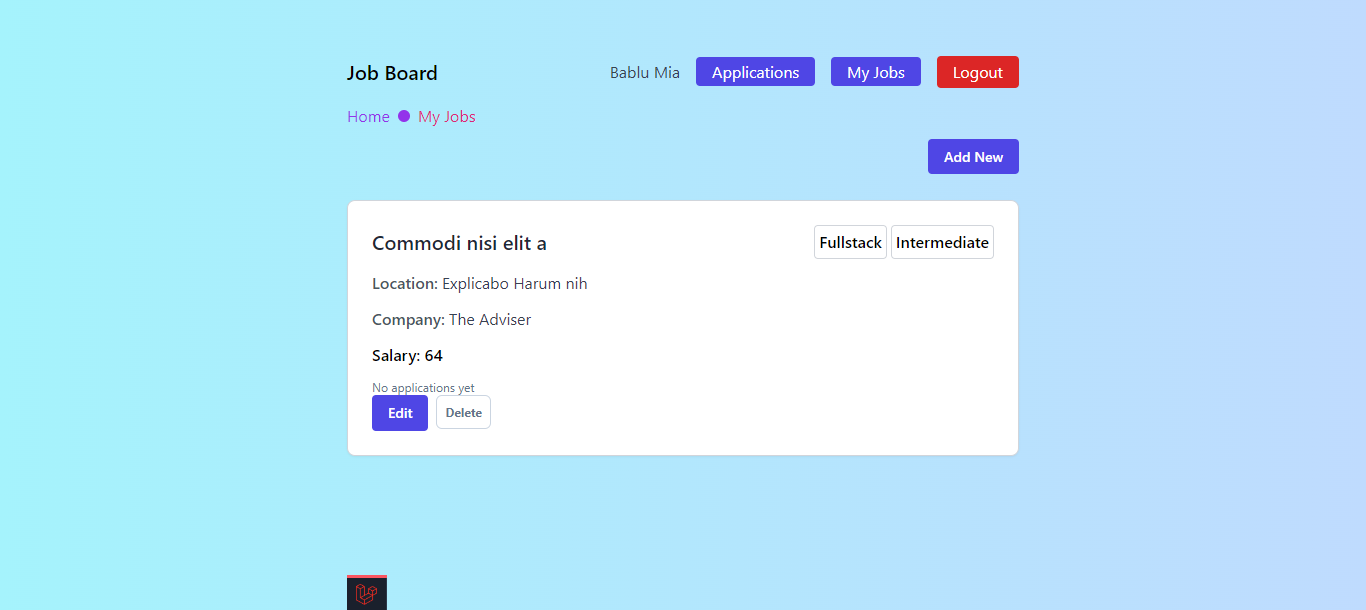 Job Board
Bablu Mia Applications My Jobs Logout
Home My Jobs
Add New
Commodi nisi elit a
Fullstack Intermediate
Location: Explicabo Harum nih
Company: The Adviser
Salary: 64
No applications yet
Edit Delete